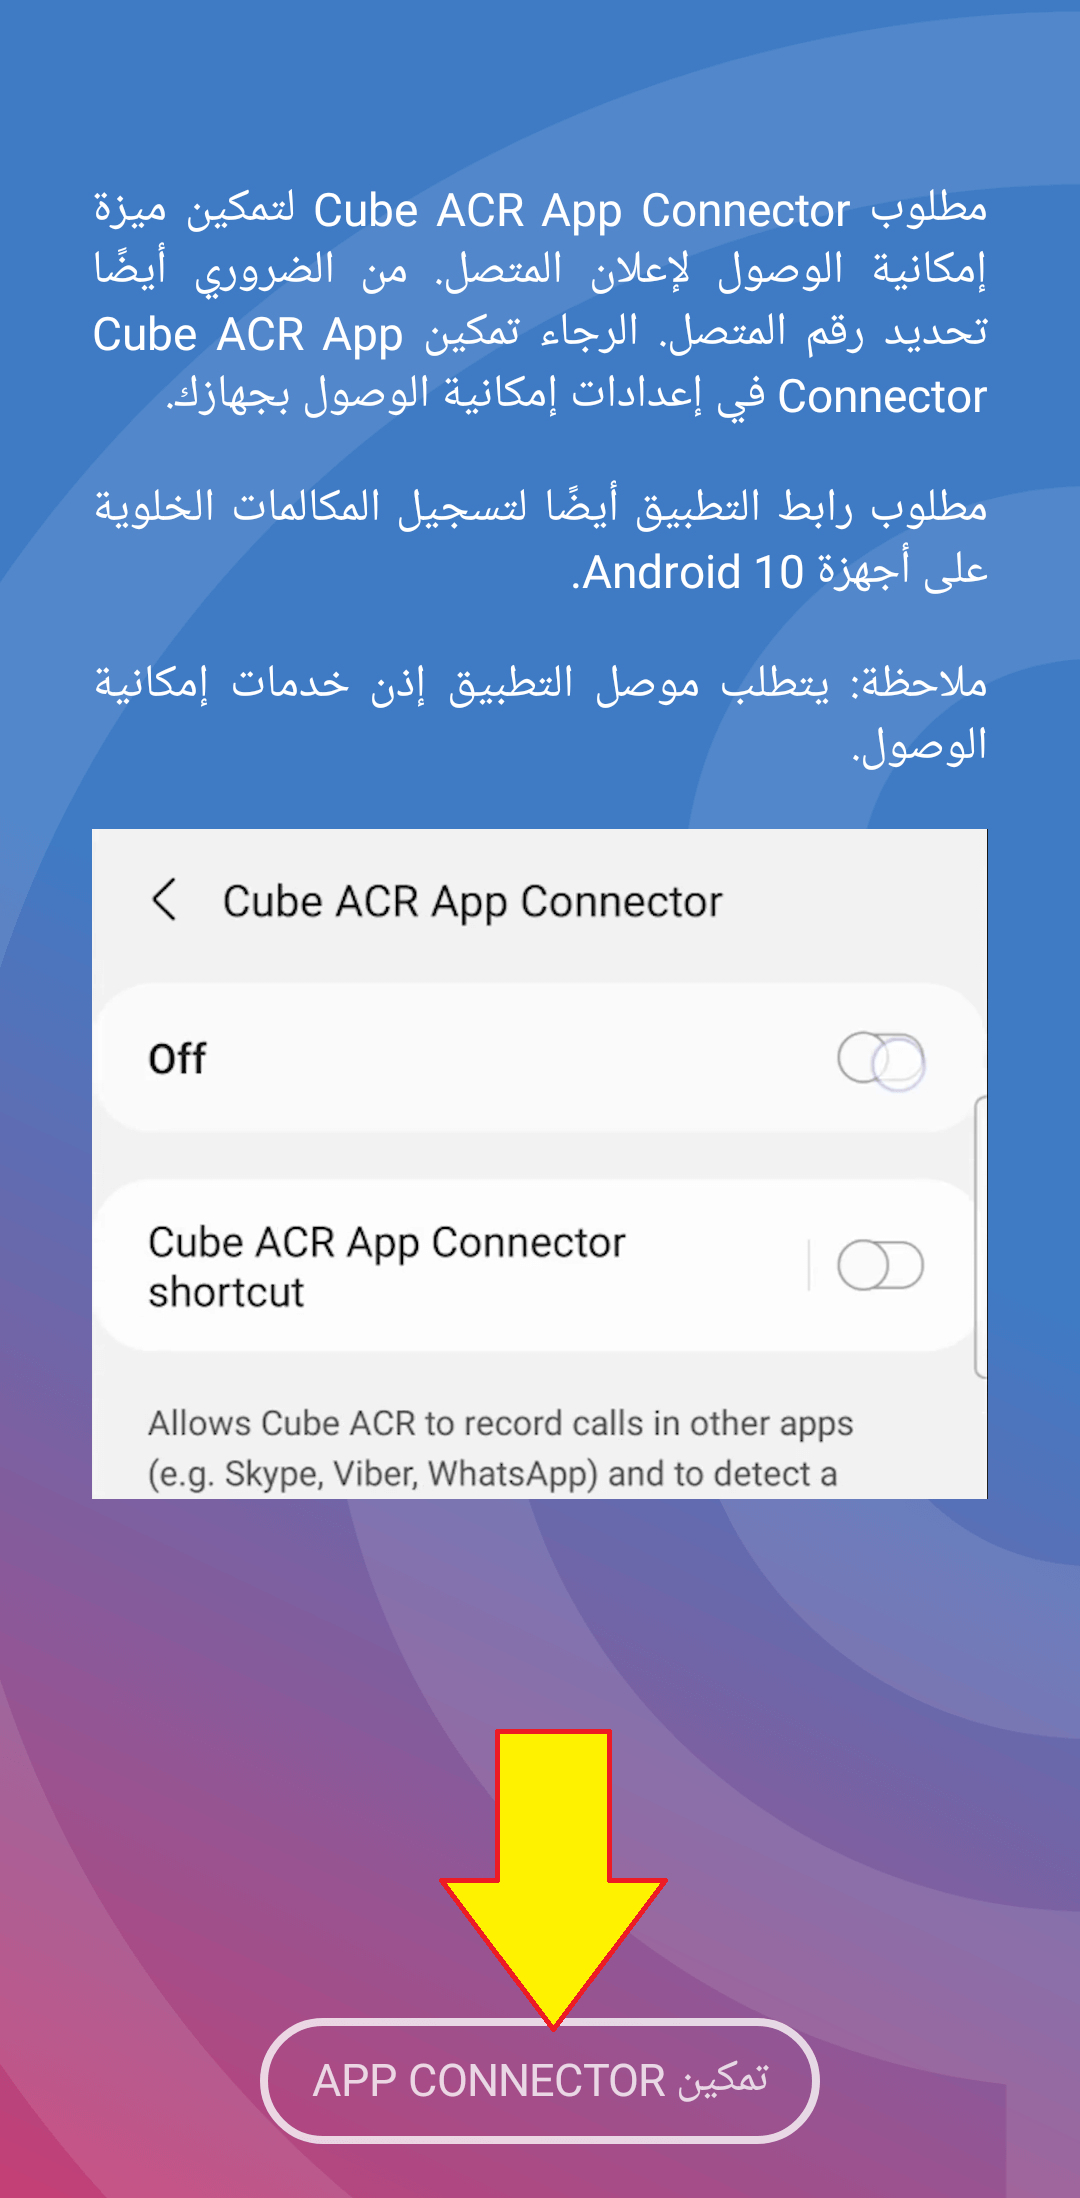 مطلوب Cube ACR App Connector لتمكين ميزة
إمكانية الوصول لإعلان المتصل. من الضروري أيضًا
تحديد رقم المتصل. الرجاء تمكين Cube ACR App
Connector في إعدادات إمكانية الوصول بجهازك.
مطلوب رابط التطبيق أيضًا لتسجيل المكالمات الخلوية
على أجهزة Android 10.
ملاحظة: يتطلب موصل التطبيق إذن خدمات إمكانية
الوصول.
Cube ACR App Connector
Off
Cube ACR App Connector
shortcut
Allows Cube ACR to record calls in other apps
(e.g. Skype, Viber, WhatsApp) and to detect a
تمكين APP CONNECTOR